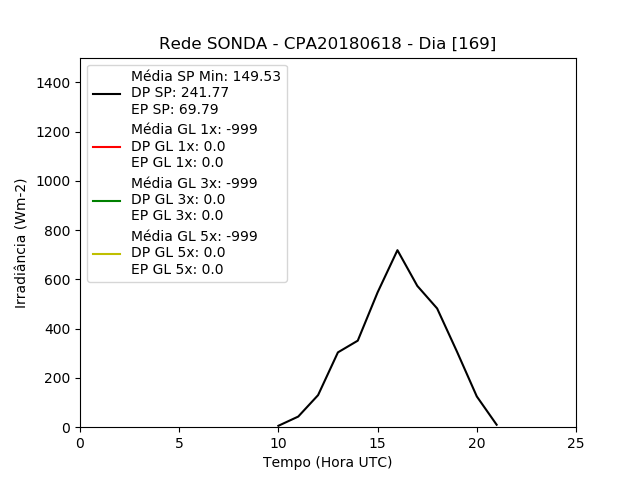 Rede SONDA - CPA20180618 - Dia [169]
Média SP Min: 149.53
DP SP: 241.77
EP SP: 69.79
Média GL 1x: -999
DP GL 1x: 0.0
EP GL 1x: 0.0
Média GL 3x: -999
DP GL 3x: 0.0
EP GL 3x: 0.0
Média GL 5x: -999
DP GL 5x: 0.0
EP GL 5x: 0.0
Irradiância (Wm-2)
1400
1200
1000
800
600
400
200
0
0 5 10 15 20 25
Tempo (Hora UTC)